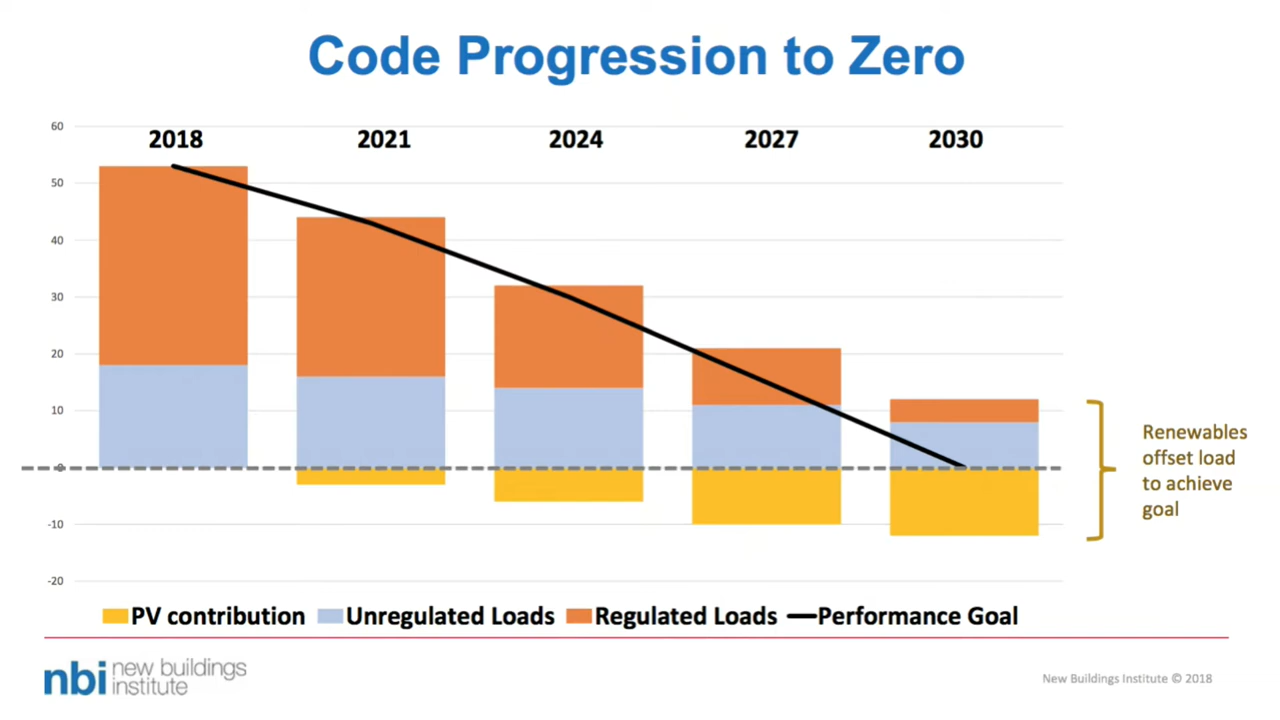 Code Progression to Zero
60
2018 2021 2024 2027 2030
50
40
30
20
10
0
-10
-20
Renewables
offset load
to achieve
goal
PV contribution Unregulated Loads Regulated Loads Performance Goal
nbi new buildings
institute
New Buildings Institute © 2018